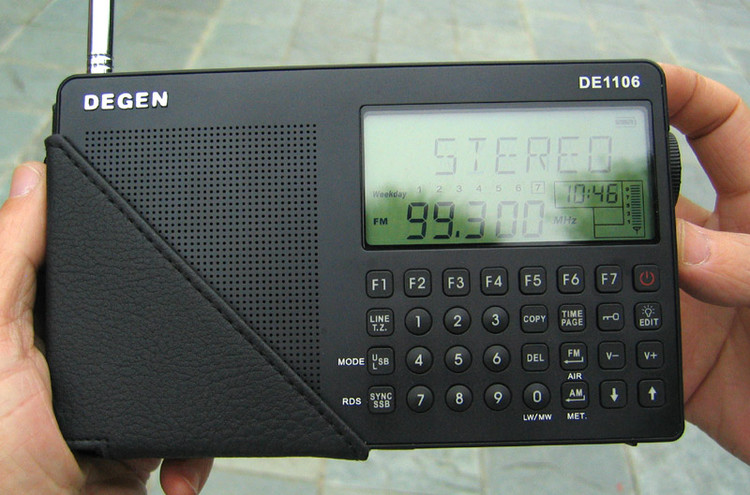 DEGEN
DE1106
STEREO
Weekday 1 2 3 4 5 6 7 10:46
FM 99.300 MHz
F1 F2 F3 F4 F5 F6 F7
LINE T.Z. 1 2 3 COPY TIME PAGE EDIT
MODE U L SB 4 5 6 DEL FM V- V+
AIR
RDS SYNC SSB 7 8 9 0 AM
LW/MW MET.